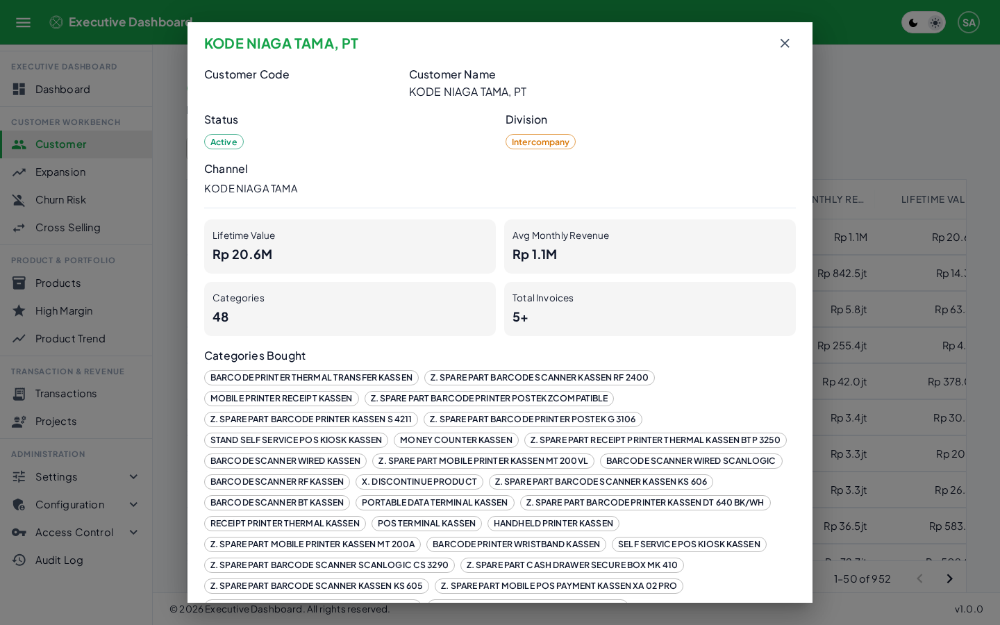 Executive Dashboard
SA
EXECUTIVE DASHBOARD
Dashboard
CUSTOMER WORKBENCH
Customer
Expansion
Churn Risk
Cross Selling
PRODUCT & PORTFOLIO
Products
High Margin
Product Trend
TRANSACTION & REVENUE
Transactions
Projects
ADMINISTRATION
Settings
Configuration
Access Control
Audit Log
KODE NIAGA TAMA, PT
Customer Code
Customer Name
KODE NIAGA TAMA, PT
Status
Division
Active
Intercompany
Channel
KODE NIAGA TAMA
Lifetime Value
Rp 20.6M
Avg Monthly Revenue
Rp 1.1M
Categories
48
Total Invoices
5+
Categories Bought
BARCODE PRINTER THERMAL TRANSFER KASSEN
Z. SPARE PART BARCODE SCANNER KASSEN RF 2400
MOBILE PRINTER RECEIPT KASSEN
Z. SPARE PART BARCODE PRINTER POSTEK ZCOMPATIBLE
Z. SPARE PART BARCODE PRINTER KASSEN S 4211
Z. SPARE PART BARCODE PRINTER POSTEK G 3106
STAND SELF SERVICE POS KIOSK KASSEN
MONEY COUNTER KASSEN
Z. SPARE PART RECEIPT PRINTER THERMAL KASSEN BTP 3250
BARCODE SCANNER WIRED KASSEN
Z. SPARE PART MOBILE PRINTER KASSEN MT 200VL
BARCODE SCANNER WIRED SCANLOGIC
BARCODE SCANNER RF KASSEN
X. DISCONTINUE PRODUCT
Z. SPARE PART BARCODE SCANNER KASSEN KS 606
BARCODE SCANNER BT KASSEN
PORTABLE DATA TERMINAL KASSEN
Z. SPARE PART BARCODE PRINTER KASSEN DT 640 BK/WH
RECEIPT PRINTER THERMAL KASSEN
POS TERMINAL KASSEN
HANDHELD PRINTER KASSEN
Z. SPARE PART MOBILE PRINTER KASSEN MT 200A
BARCODE PRINTER WRISTBAND KASSEN
SELF SERVICE POS KIOSK KASSEN
Z. SPARE PART BARCODE SCANNER SCANLOGIC CS 3290
Z. SPARE PART CASH DRAWER SECURE BOX MK 410
Z. SPARE PART BARCODE SCANNER KASSEN KS 605
Z. SPARE PART MOBILE POS PAYMENT KASSEN XA 02 PRO
NTHLY RE... LIFETIME VAL
Rp 1.1M Rp 20.6
Rp 842.5jt Rp 14.
Rp 5.8jt Rp 63.
Rp 255.4jt Rp 4.
Rp 42.0jt Rp 378.
Rp 3.4jt Rp 30.
Rp 3.3jt Rp 20
Rp 3.3jt Rp 26.
Rp 36.5jt Rp 583.
1–50 of 952
© 2026 Executive Dashboard. All rights reserved.
v1.0.0